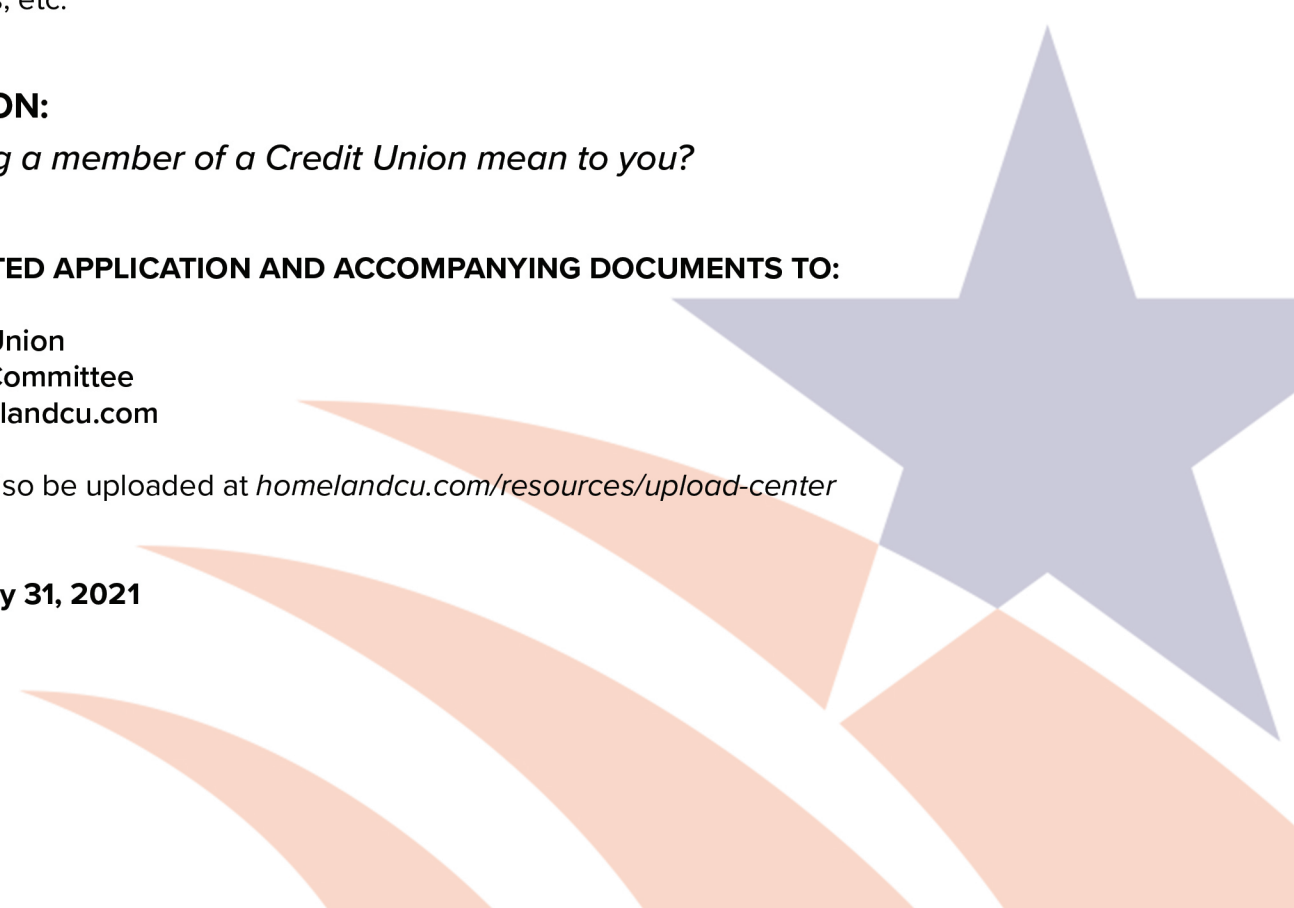 , etc.
ON:
g a member of a Credit Union mean to you?
TED APPLICATION AND ACCOMPANYING DOCUMENTS TO:
Union
Committee
landcu.com
so be uploaded at homelandcu.com/resources/upload-center
y 31, 2021